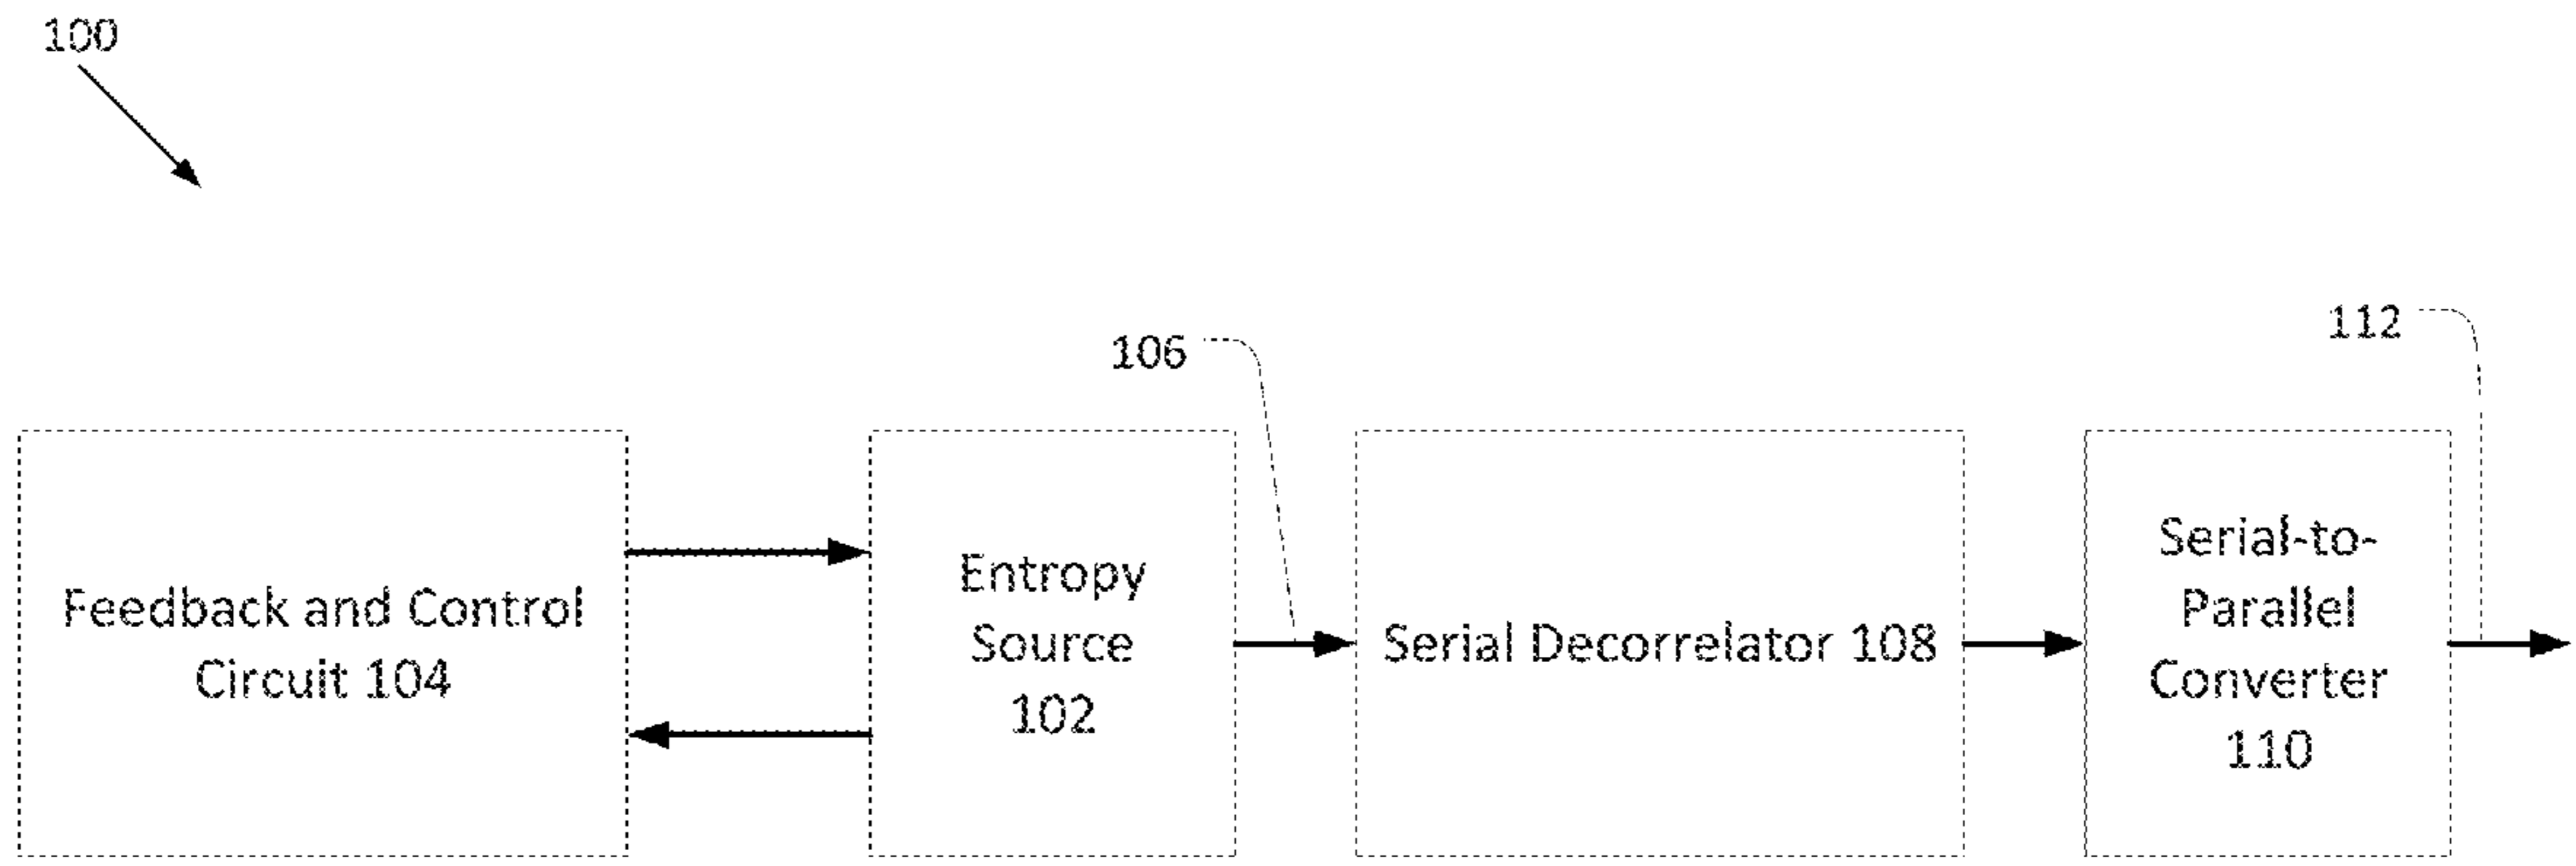 100
106
112
Feedback and Control
Circuit 104
Entropy
Source
102
Serial Decorrelator 108
Serial-to-
Parallel
Converter
110